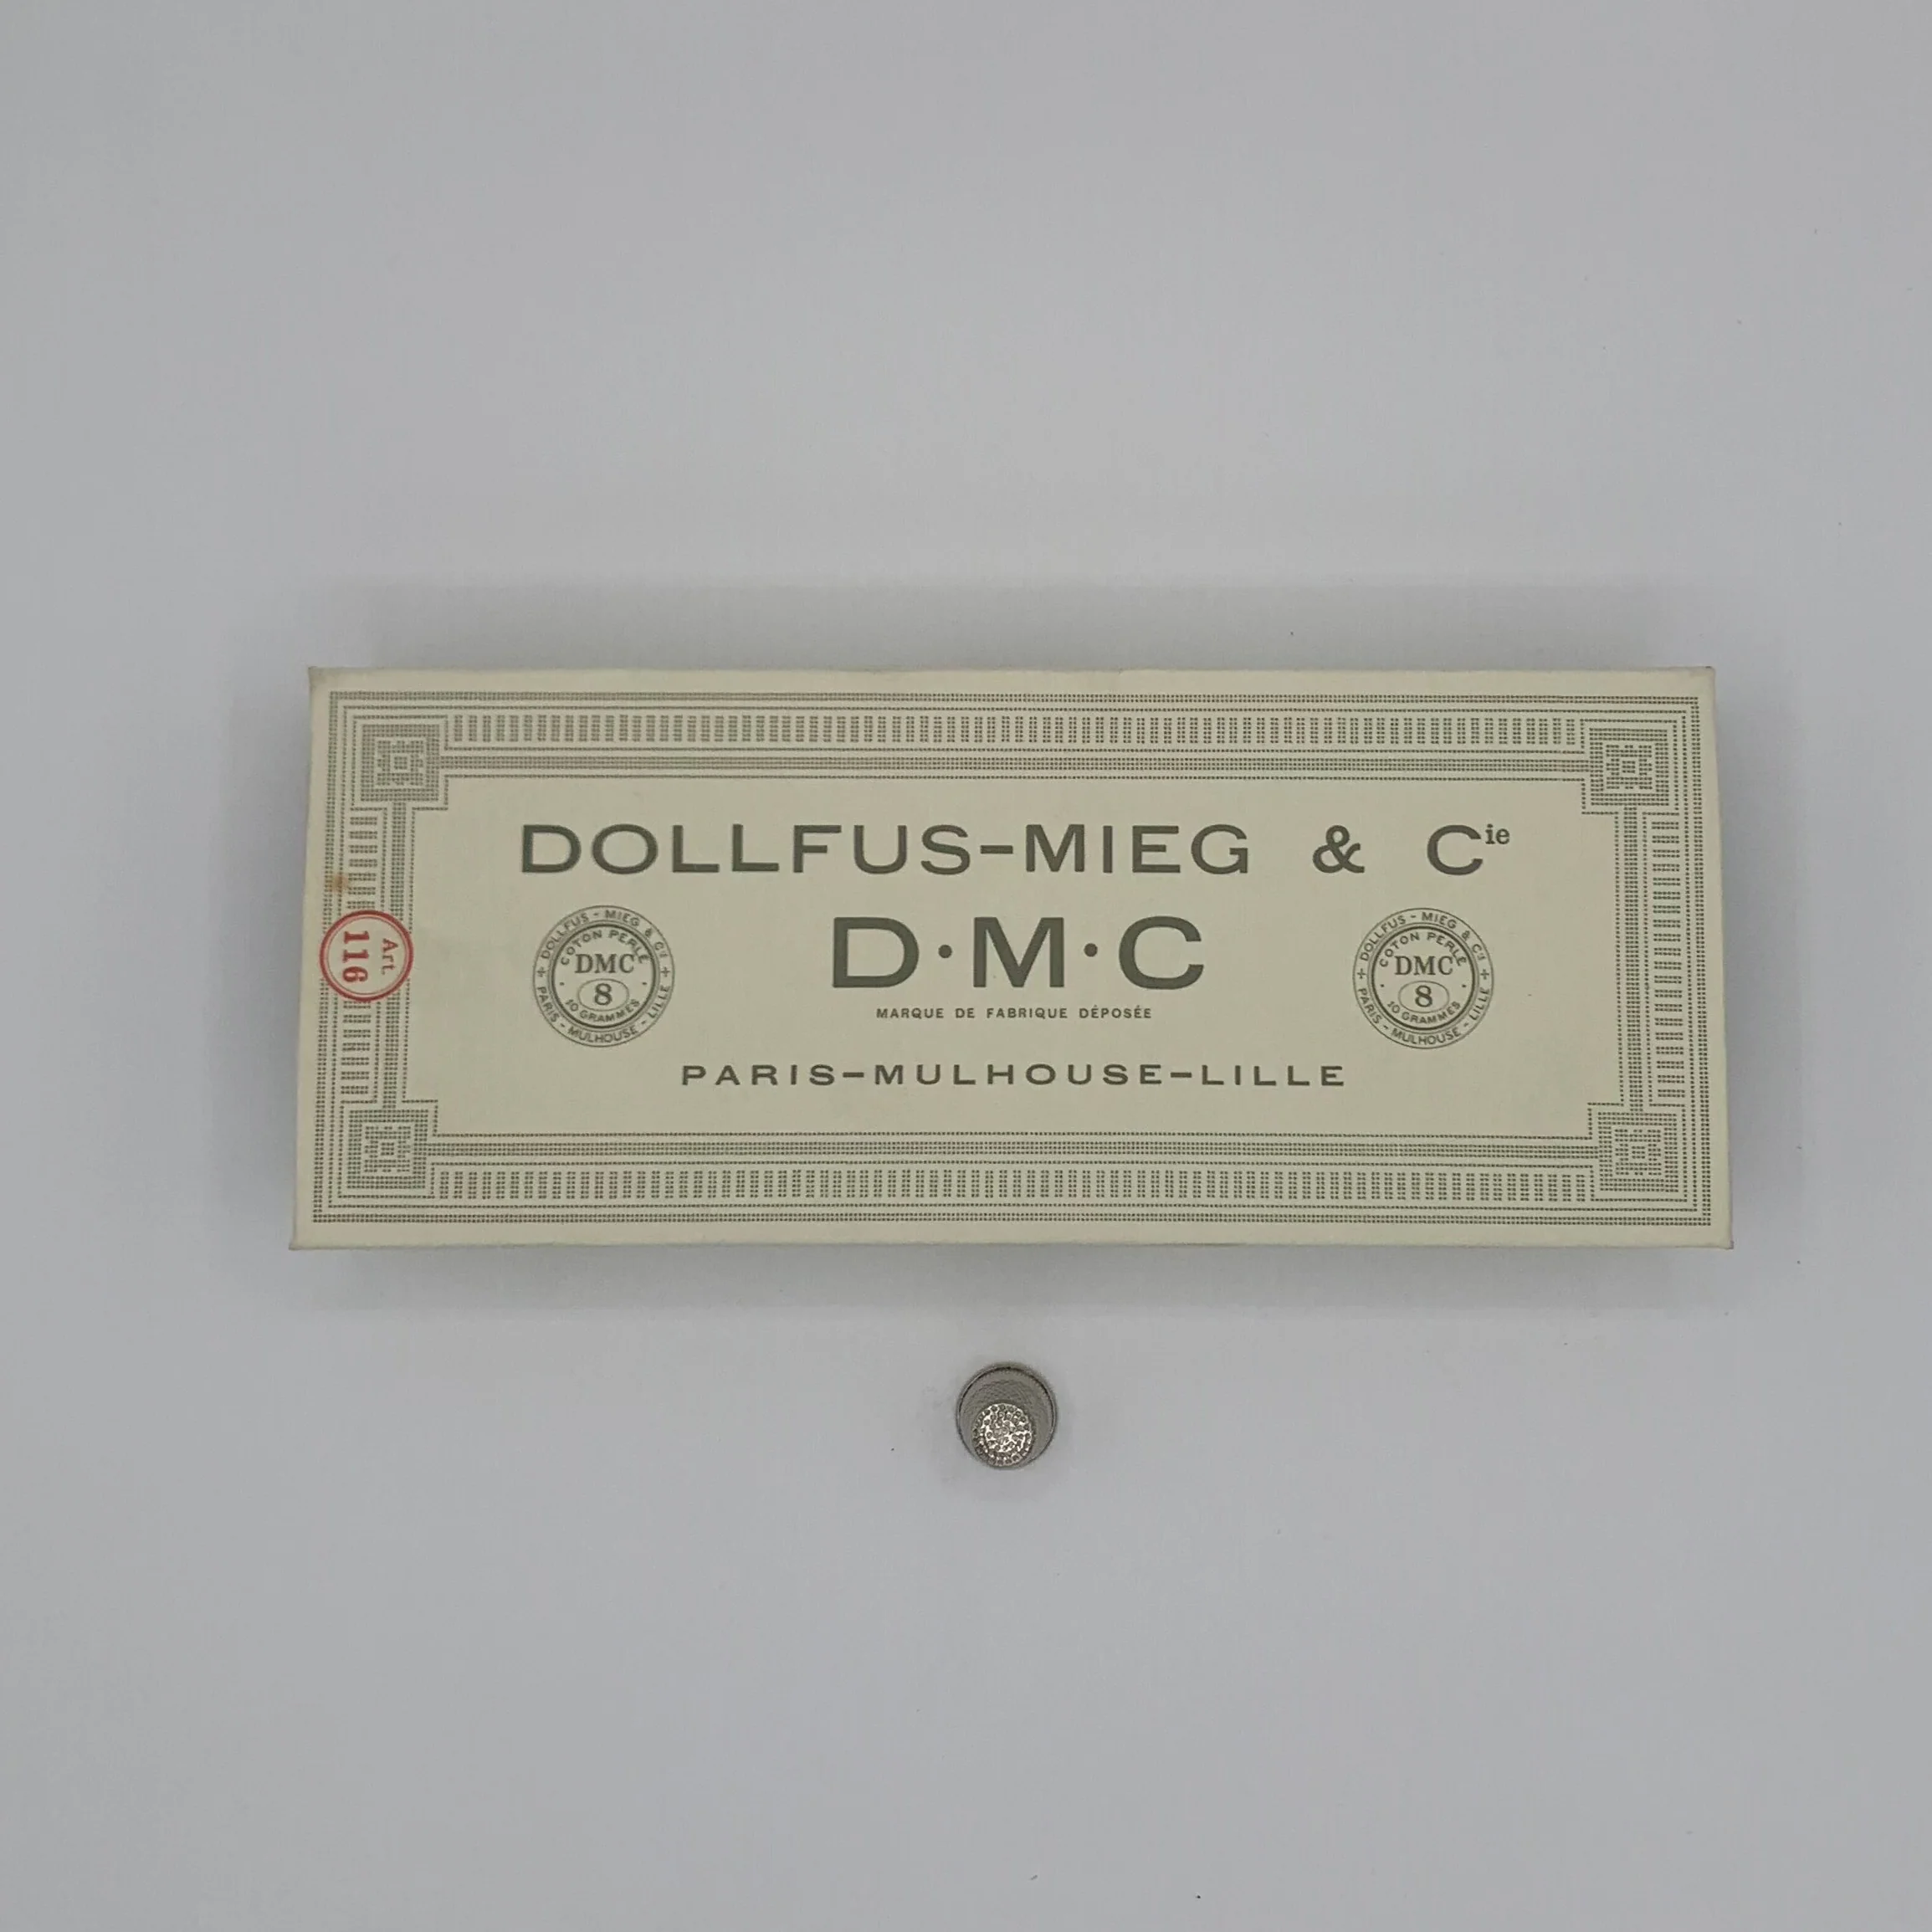 DOLLFUS-MIEG & Cie
D·M·C
MARQUE DE FABRIQUE DÉPOSÉE
PARIS-MULHOUSE-LILLE
Art.
116
+ DOLLFUS - MIEG & Cie +
COTON PERLÉ
DMC
8
10 GRAMMES
PARIS - MULHOUSE - LILLE
+ DOLLFUS - MIEG & Cie +
COTON PERLÉ
DMC
8
10 GRAMMES
PARIS - MULHOUSE - LILLE